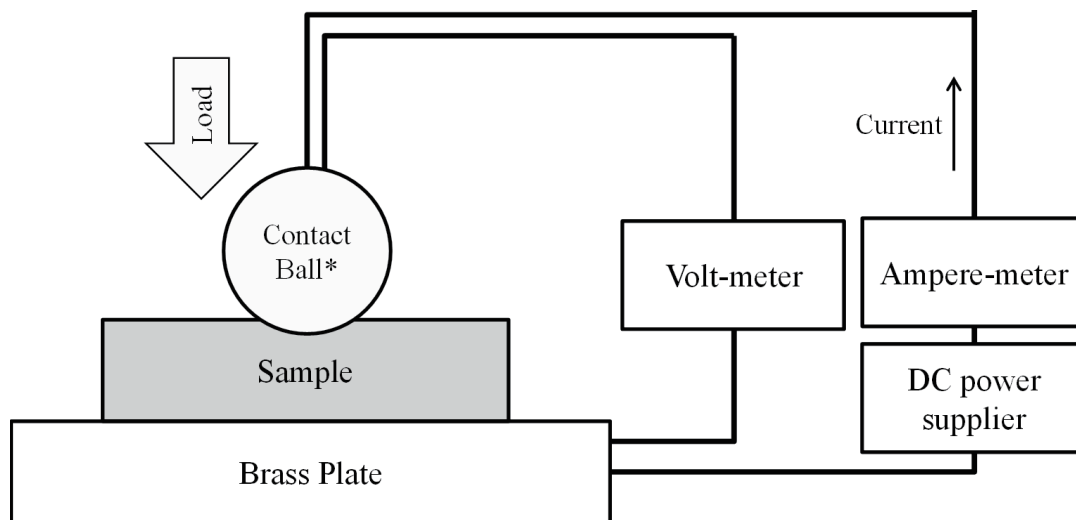 Load
Current
Contact
Ball*
Volt-meter
Ampere-meter
Sample
DC power
supplier
Brass Plate